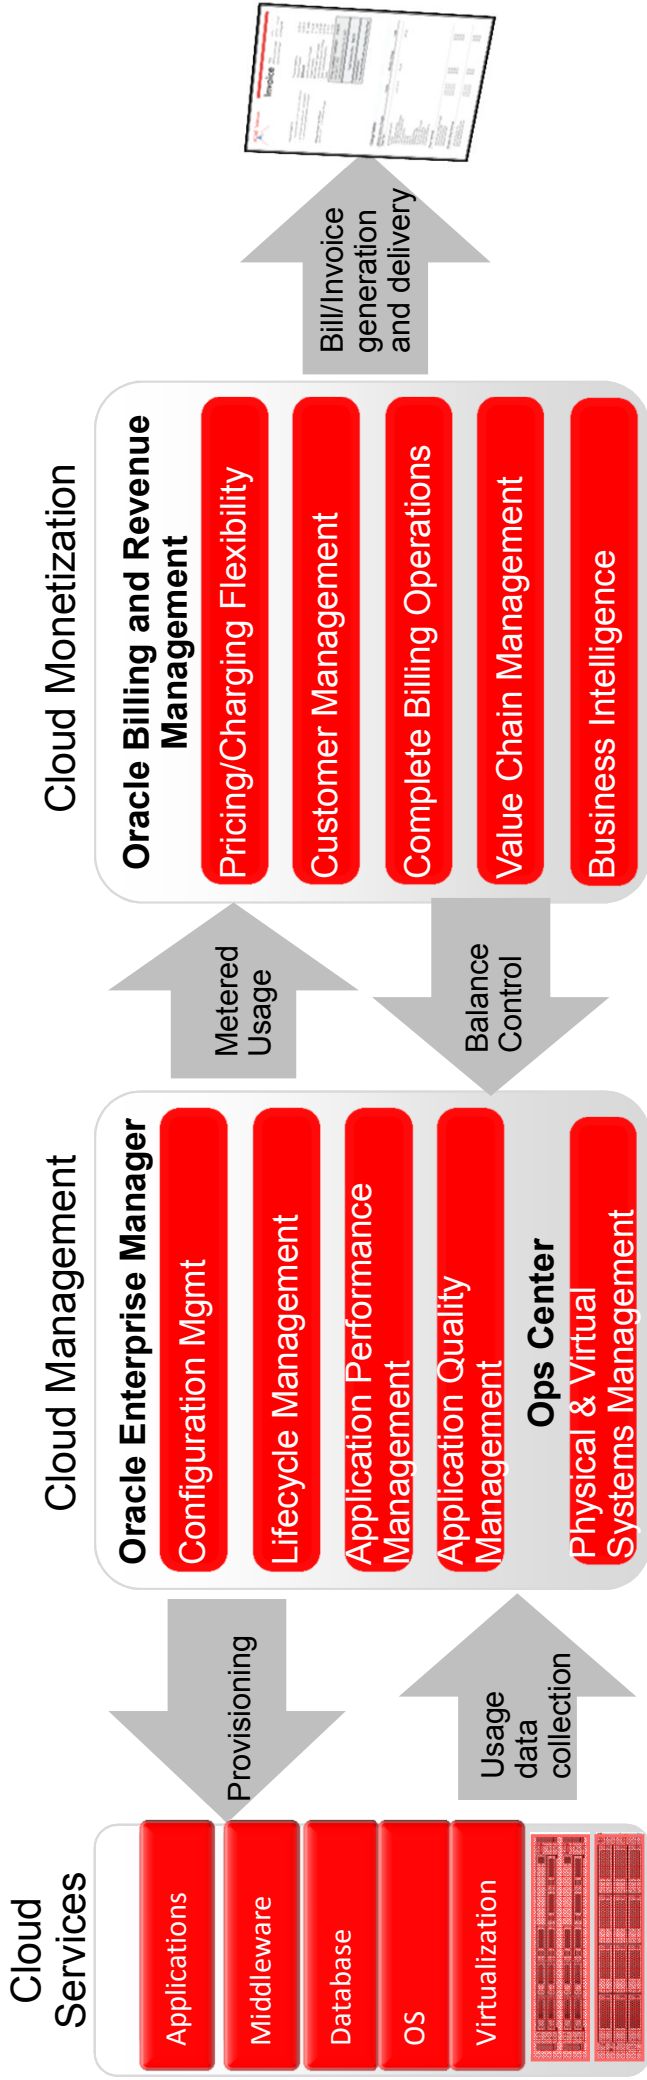 Cloud
Services
Applications
Middleware
Database
OS
Virtualization
Provisioning
Usage
data
collection
Cloud Management
Oracle Enterprise Manager
Configuration Mgmt
Lifecycle Management
Application Performance
Management
Application Quality
Management
Ops Center
Physical & Virtual
Systems Management
Metered
Usage
Balance
Control
Cloud Monetization
Oracle Billing and Revenue
Management
Pricing/Charging Flexibility
Customer Management
Complete Billing Operations
Value Chain Management
Business Intelligence
Bill/Invoice
generation
and delivery
Invoice